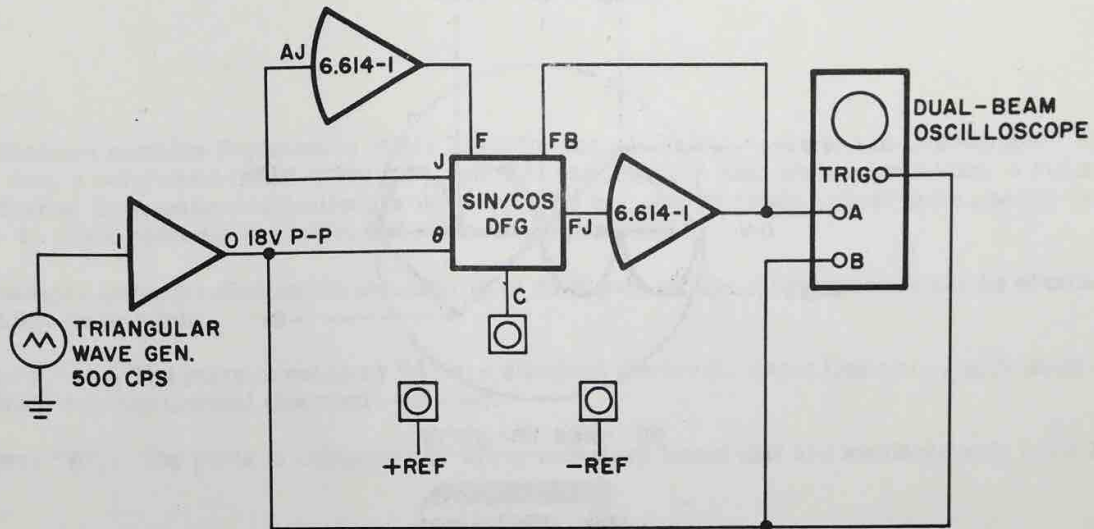 AJ
6.614-1
F
FB
J
SIN/COS
DFG
θ
FJ
6.614-1
C
DUAL-BEAM
OSCILLOSCOPE
TRIG
A
B
1
O 18V P-P
TRIANGULAR
WAVE GEN.
500 CPS
+REF
-REF